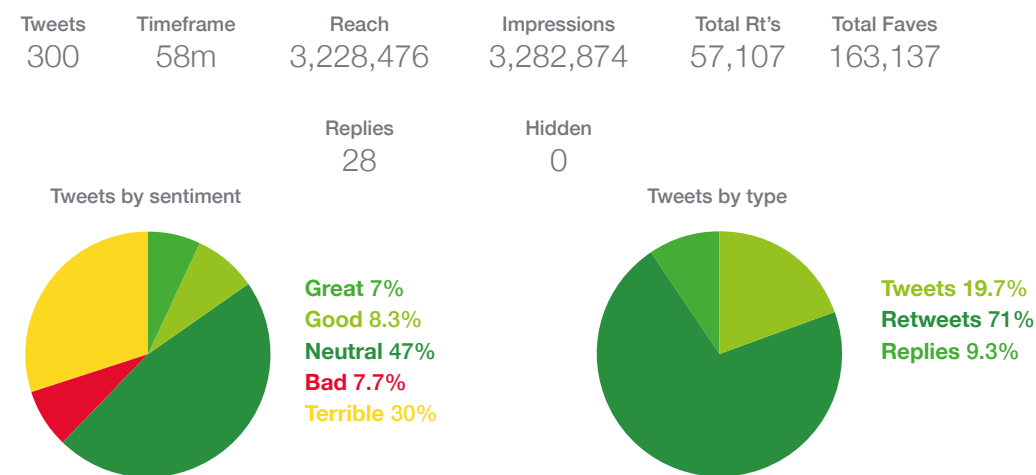 Tweets Timeframe Reach Impressions Total Rt's Total Faves
300 58m 3,228,476 3,282,874 57,107 163,137
Replies Hidden
28 0
Tweets by sentiment Tweets by type
Great 7%
Good 8.3%
Neutral 47%
Bad 7.7%
Terrible 30%
Tweets 19.7%
Retweets 71%
Replies 9.3%